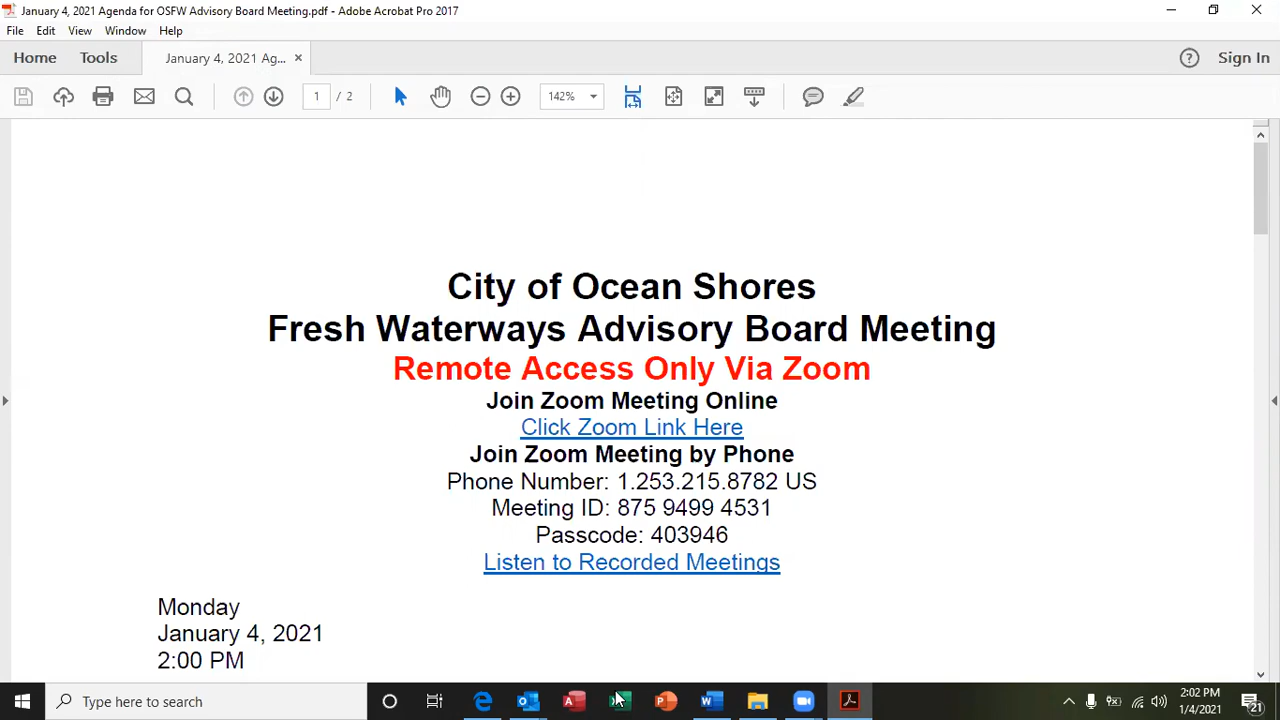 January 4, 2021 Agenda for OSFW Advisory Board Meeting.pdf - Adobe Acrobat Pro 2017
File Edit View Window Help
Home Tools January 4, 2021 Ag... × Sign In
1 / 2 142%
City of Ocean Shores
Fresh Waterways Advisory Board Meeting
Remote Access Only Via Zoom
Join Zoom Meeting Online
Click Zoom Link Here
Join Zoom Meeting by Phone
Phone Number: 1.253.215.8782 US
Meeting ID: 875 9499 4531
Passcode: 403946
Listen to Recorded Meetings
Monday
January 4, 2021
2:00 PM
Type here to search
2:02 PM
1/4/2021
21